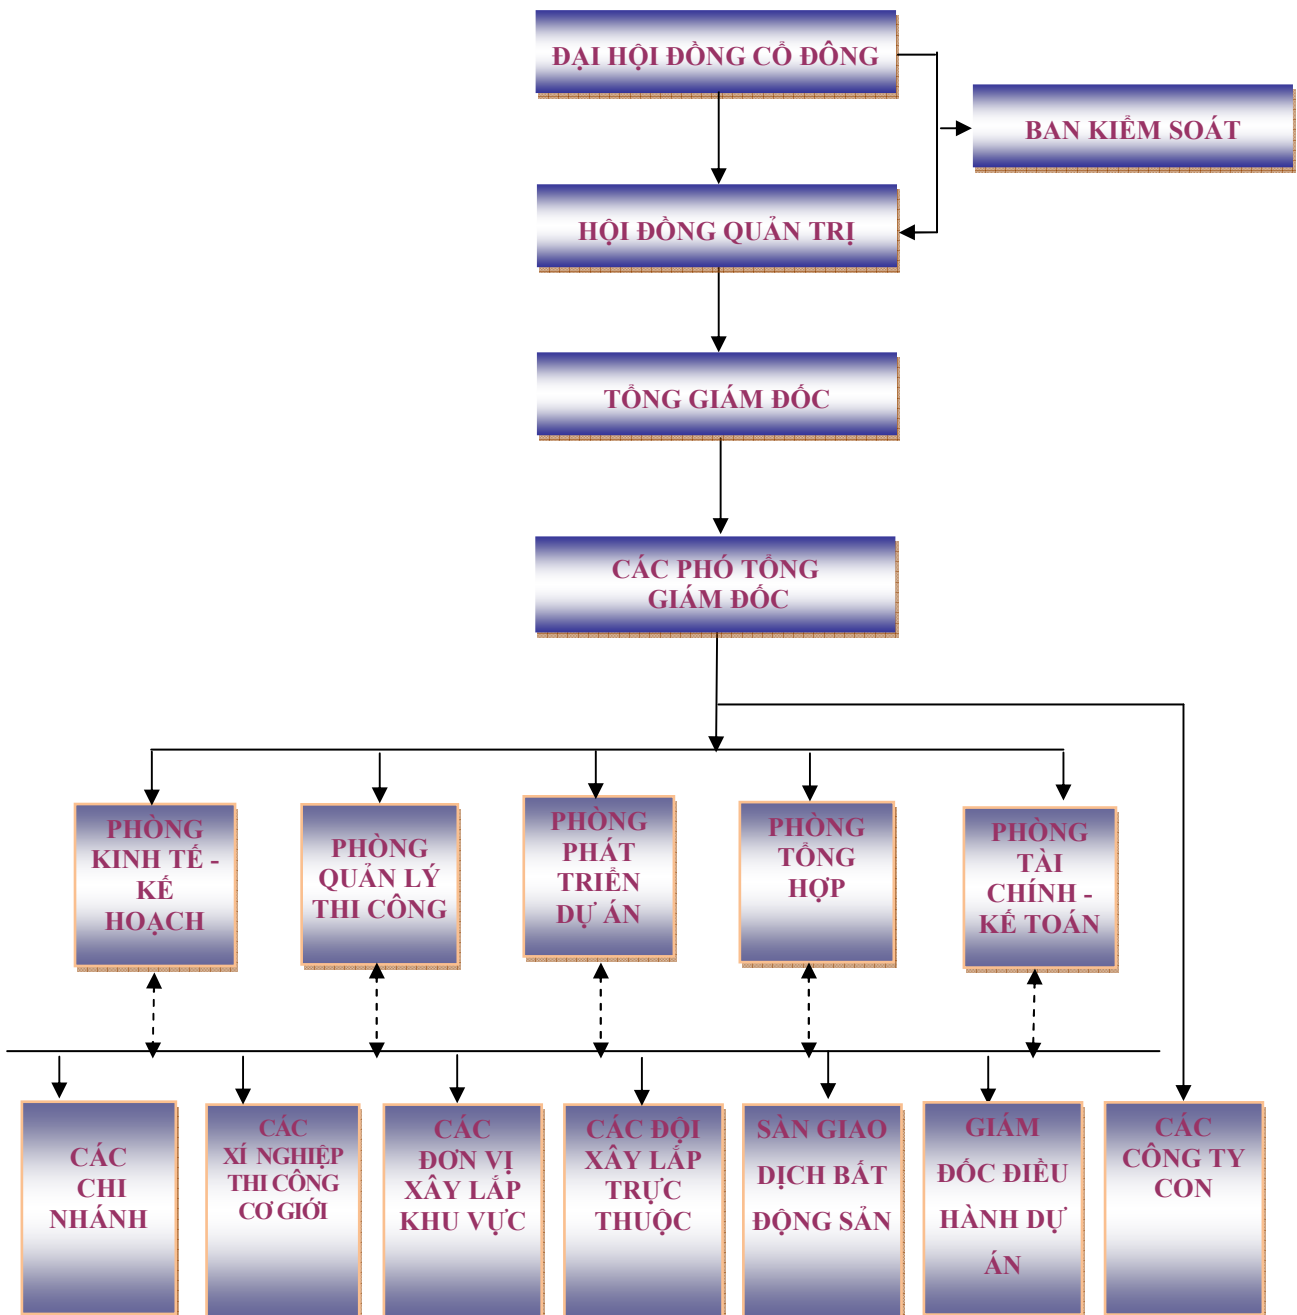 ĐẠI HỘI ĐỒNG CỔ ĐÔNG
BAN KIỂM SOÁT
HỘI ĐỒNG QUẢN TRỊ
TỔNG GIÁM ĐỐC
CÁC PHÓ TỔNG
GIÁM ĐỐC
PHÒNG
KINH TẾ -
KẾ
HOẠCH
PHÒNG
QUẢN LÝ
THI CÔNG
PHÒNG
PHÁT
TRIỂN
DỰ ÁN
PHÒNG
TỔNG
HỢP
PHÒNG
TÀI
CHÍNH -
KẾ TOÁN
CÁC
CHI
NHÁNH
CÁC
XÍ NGHIỆP
THI CÔNG
CƠ GIỚI
CÁC
ĐƠN VỊ
XÂY LẮP
KHU VỰC
CÁC ĐỘI
XÂY LẮP
TRỰC
THUỘC
SÀN GIAO
DỊCH BẤT
ĐỘNG SẢN
GIÁM
ĐỐC ĐIỀU
HÀNH DỰ
ÁN
CÁC
CÔNG TY
CON